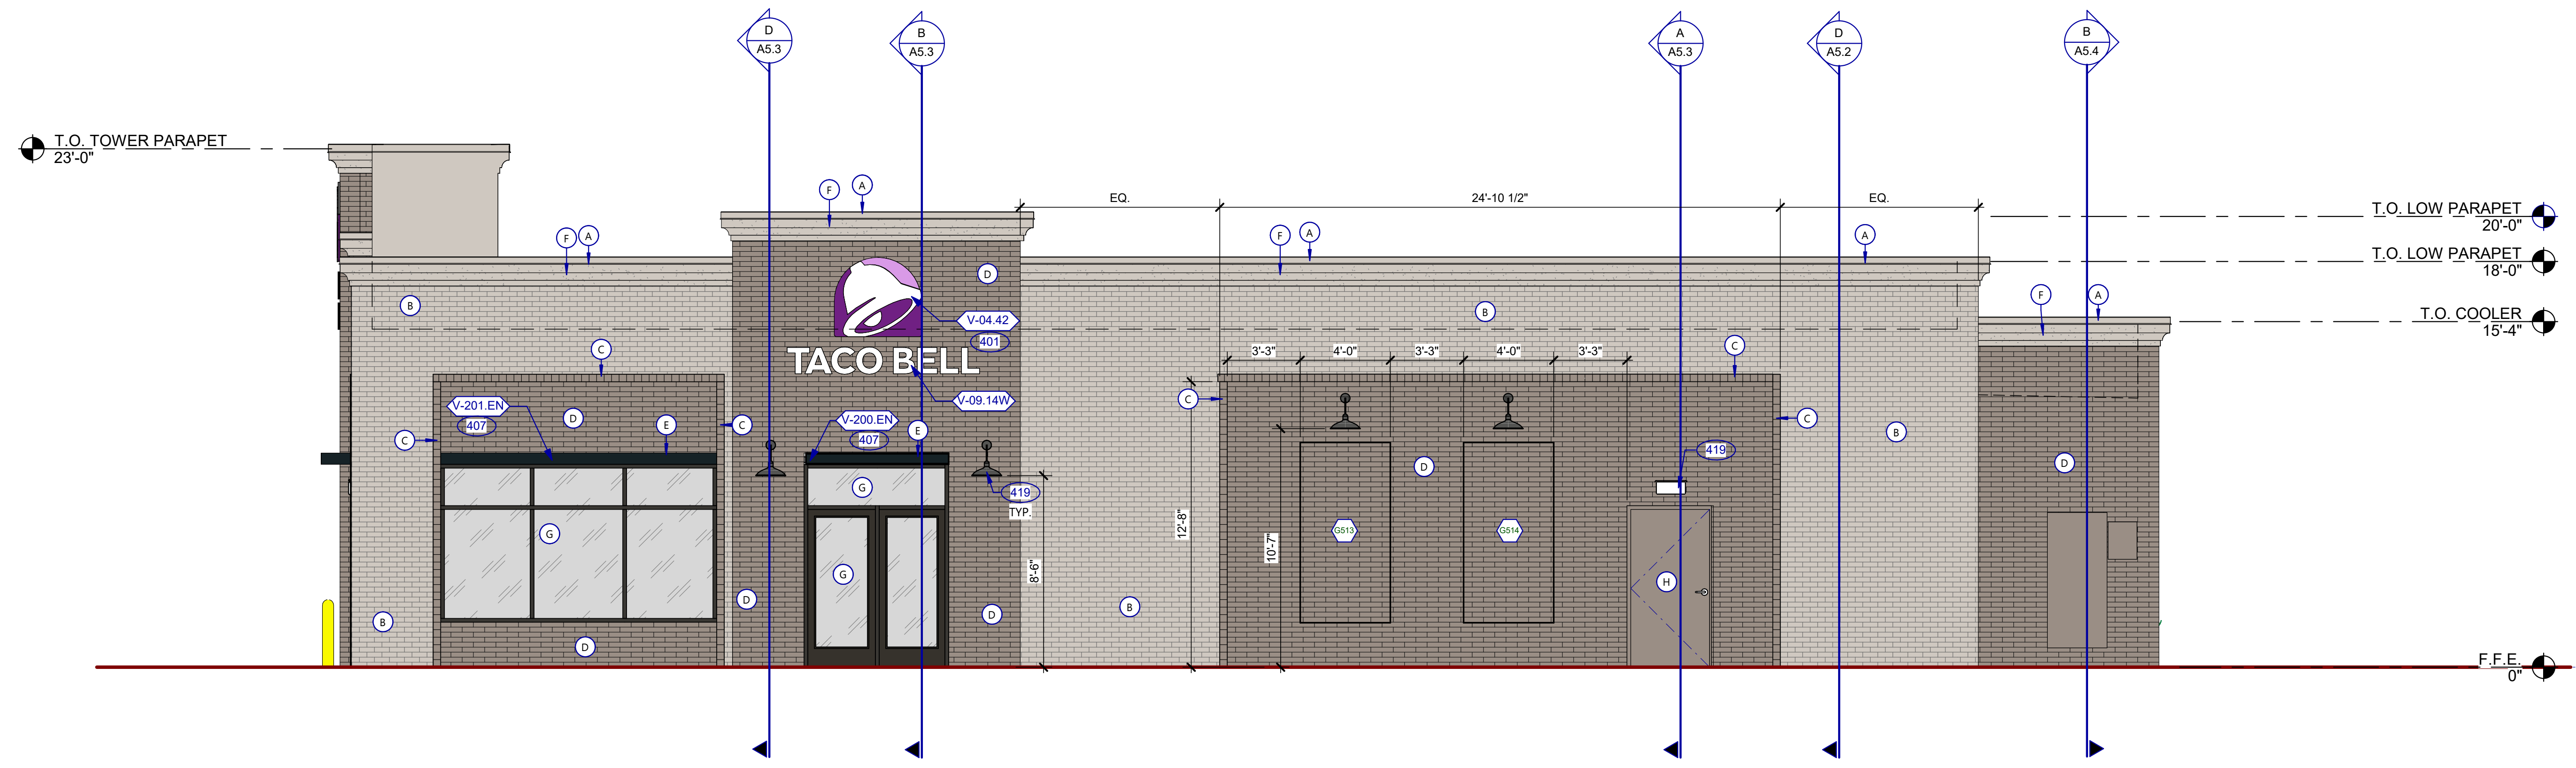 D
A5.3
B
A5.3
A
A5.3
D
A5.2
B
A5.4
T.O. TOWER PARAPET
23'-0"
F
A
EQ.
24'-10 1/2"
EQ.
T.O. LOW PARAPET
20'-0"
F
A
F
A
A
T.O. LOW PARAPET
18'-0"
D
B
F
A
B
T.O. COOLER
15'-4"
V-04.42
401
C
TACO BELL
3'-3"
4'-0"
3'-3"
4'-0"
3'-3"
C
V-201.EN
407
D
E
C
V-09.14W
V-200.EN
407
E
C
C
C
B
419
D
D
G
419
TYP.
G
G513
G514
12'-8"
10'-7"
8'-6"
G
H
D
D
B
B
D
F.F.E.
0"